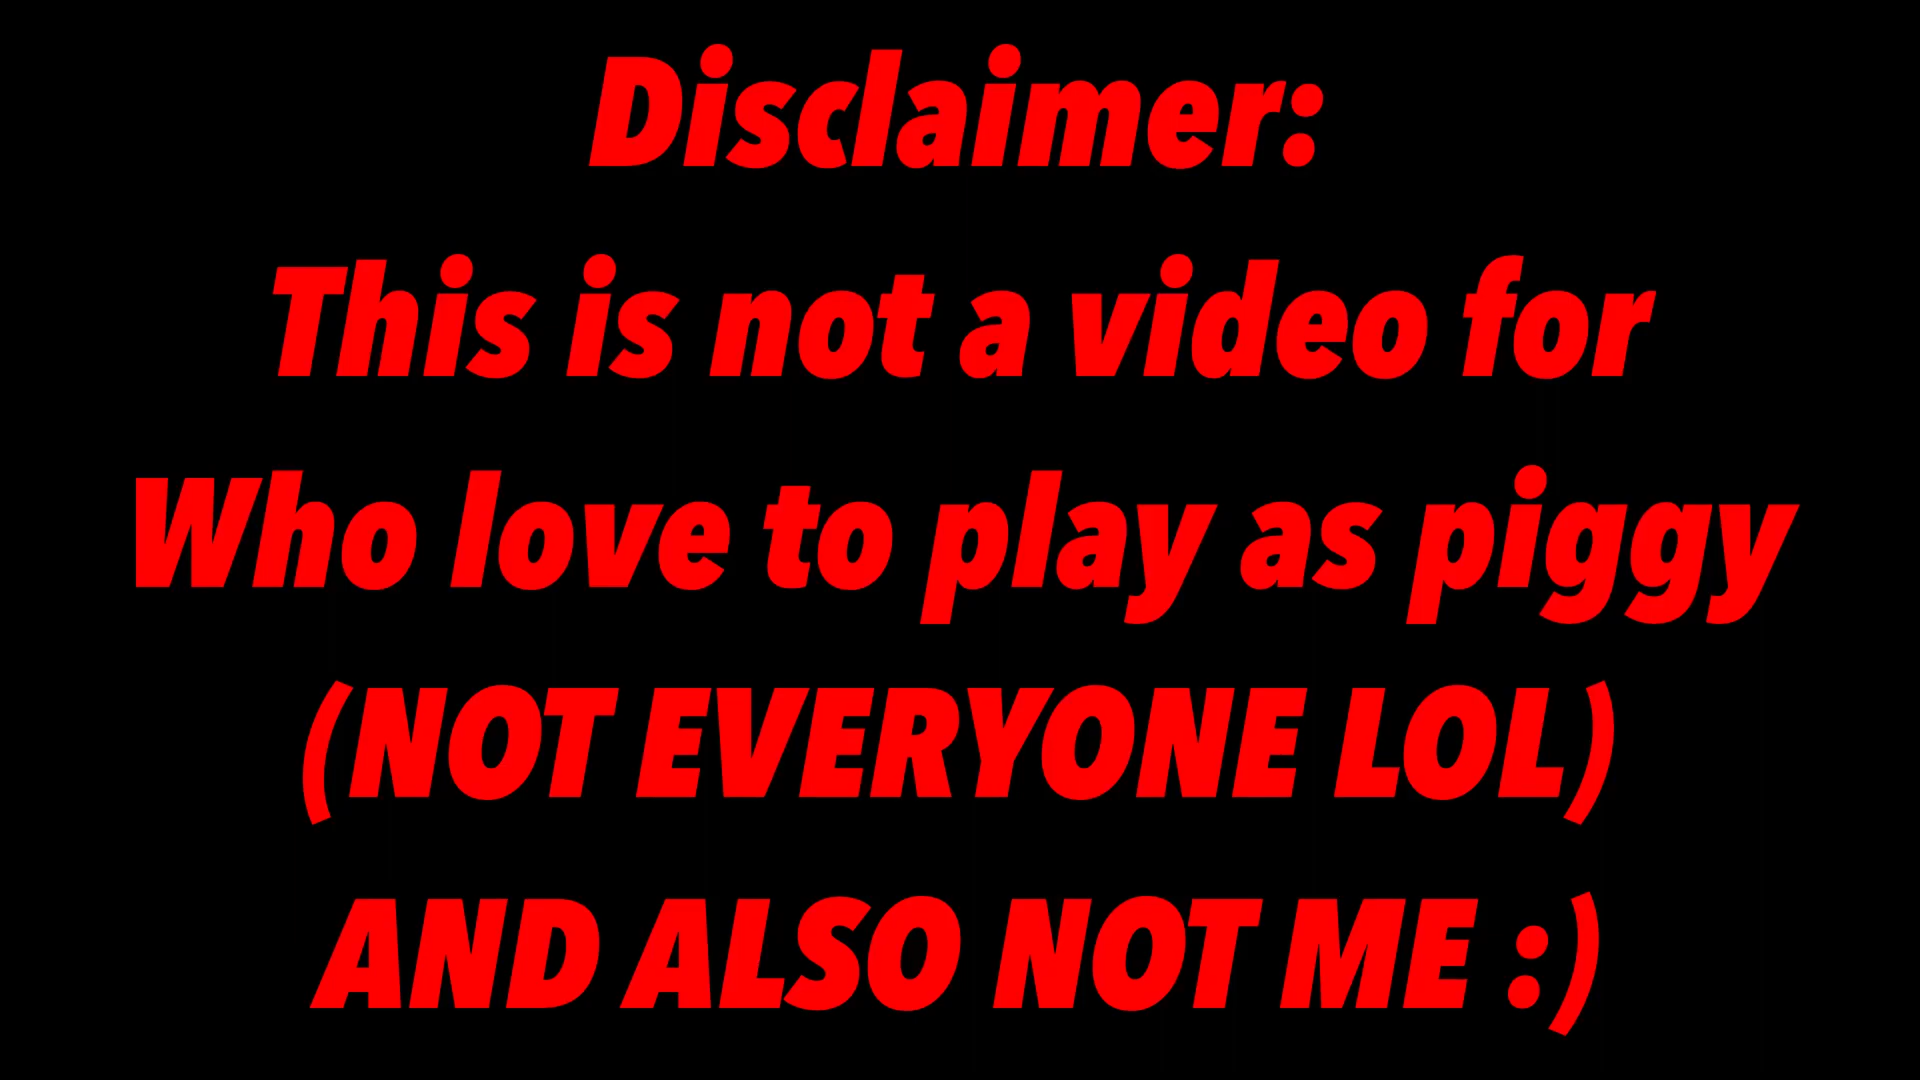 Disclaimer:
This is not a video for
Who love to play as piggy
(NOT EVERYONE LOL)
AND ALSO NOT ME :)